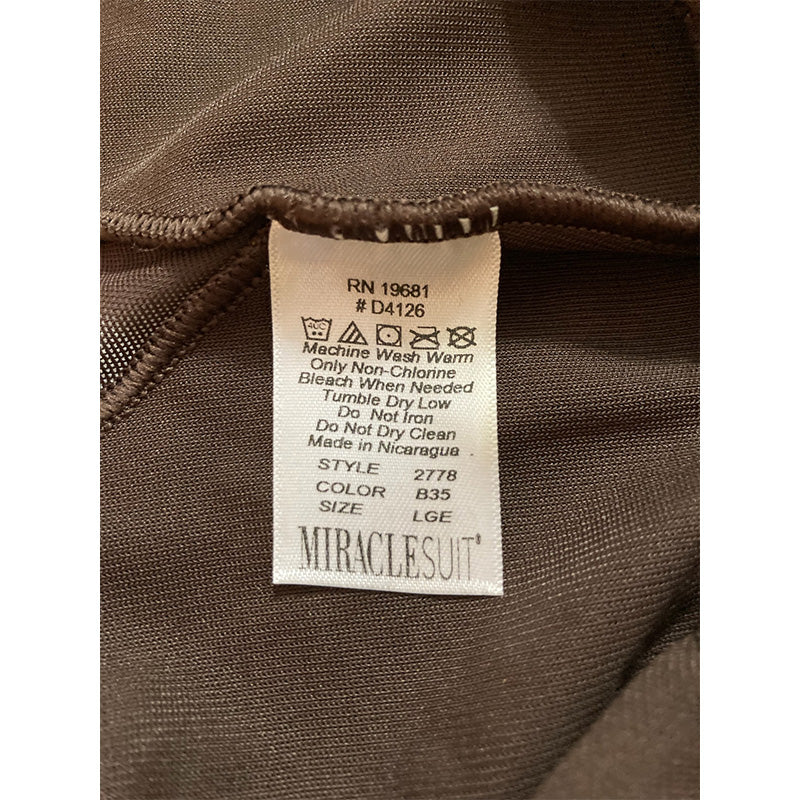 RN 19681
# D4126
40C
Machine Wash Warm
Only Non-Chlorine
Bleach When Needed
Tumble Dry Low
Do Not Iron
Do Not Dry Clean
Made in Nicaragua
STYLE 2778
COLOR B35
SIZE LGE
MIRACLESUIT®